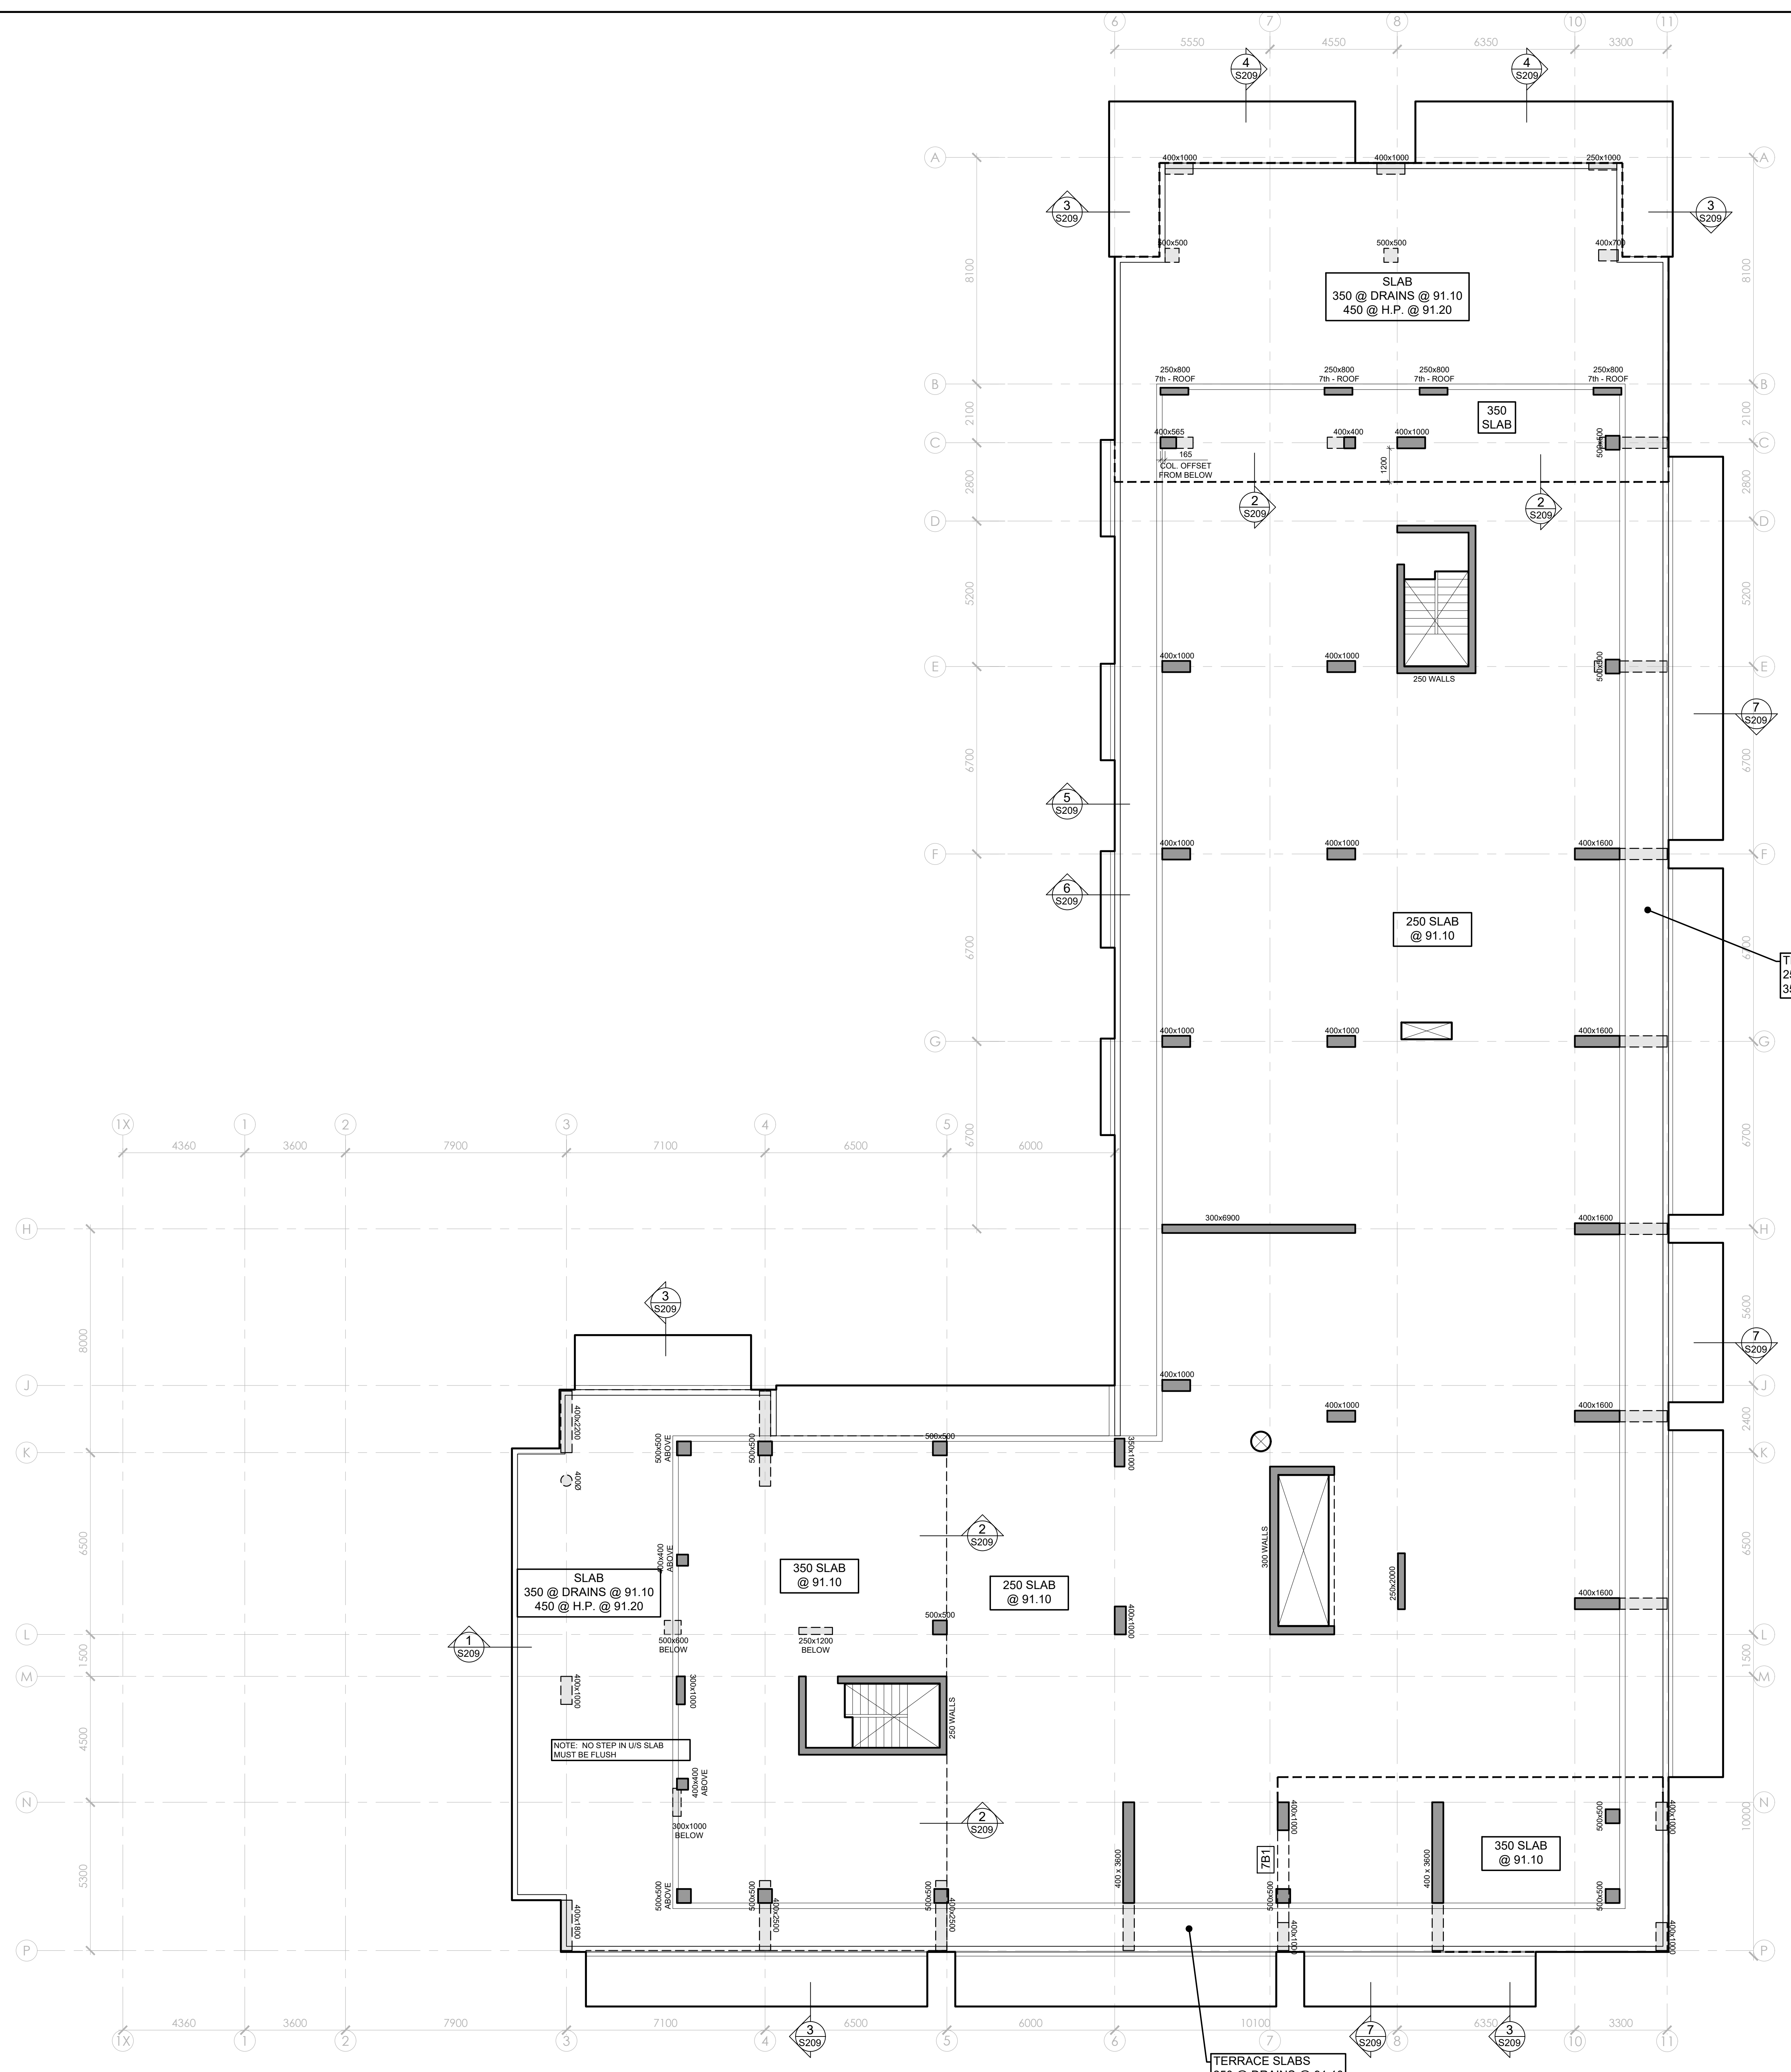 6
7
8
10
11
5550
4550
6350
3300
4
S209
4
S209
A
A
400x1000
400x1000
250x1000
3
S209
3
S209
500x500
400x700
8100
8100
SLAB
350 @ DRAINS @ 91.10
450 @ H.P. @ 91.20
B
B
250x800
7th - ROOF
250x800
7th - ROOF
250x800
7th - ROOF
250x800
7th - ROOF
2100
2100
350
SLAB
C
C
400x565
400x400
400x1000
500x500
165
COL. OFFSET
FROM BELOW
1200
2800
2800
2
S209
2
S209
D
D
5200
5200
E
E
400x1000
400x1000
500x500
250 WALLS
7
S209
6700
6700
5
S209
F
F
400x1000
400x1000
400x1600
6
S209
250 SLAB
@ 91.10
6700
6700
G
G
400x1000
400x1000
400x1600
1X
1
2
3
4
5
4360
3600
7900
7100
6500
6000
6700
6700
H
H
300x6900
400x1600
3
S209
8000
5600
7
S209
J
J
400x1000
400x1000
400x1600
400x2200
2400
K
K
500x500
ABOVE
500x500
500x500
350x1000
400Ø
2
S209
6500
6500
400x400
ABOVE
300 WALLS
SLAB
350 @ DRAINS @ 91.10
450 @ H.P. @ 91.20
350 SLAB
@ 91.10
250 SLAB
@ 91.10
250x2000
400x1600
500x500
400x1000
L
L
1
S209
500x600
BELOW
250x1200
BELOW
1500
1500
M
M
400x1000
300x1000
250 WALLS
NOTE: NO STEP IN U/S SLAB
MUST BE FLUSH
4500
400x400
ABOVE
N
N
300x1000
BELOW
2
S209
400x1000
500x500
400x1000
10000
350 SLAB
@ 91.10
7B1
400 x 3600
400 x 3600
5300
500x500
ABOVE
500x500
400x2500
500x500
400x2500
500x500
500x500
400x1800
400x1000
400x1000
P
P
4360
3600
7900
7100
6500
6000
10100
6350
3300
3
S209
7
S209
3
S209
1X
1
2
3
4
5
6
7
8
10
11
TERRACE SLABS